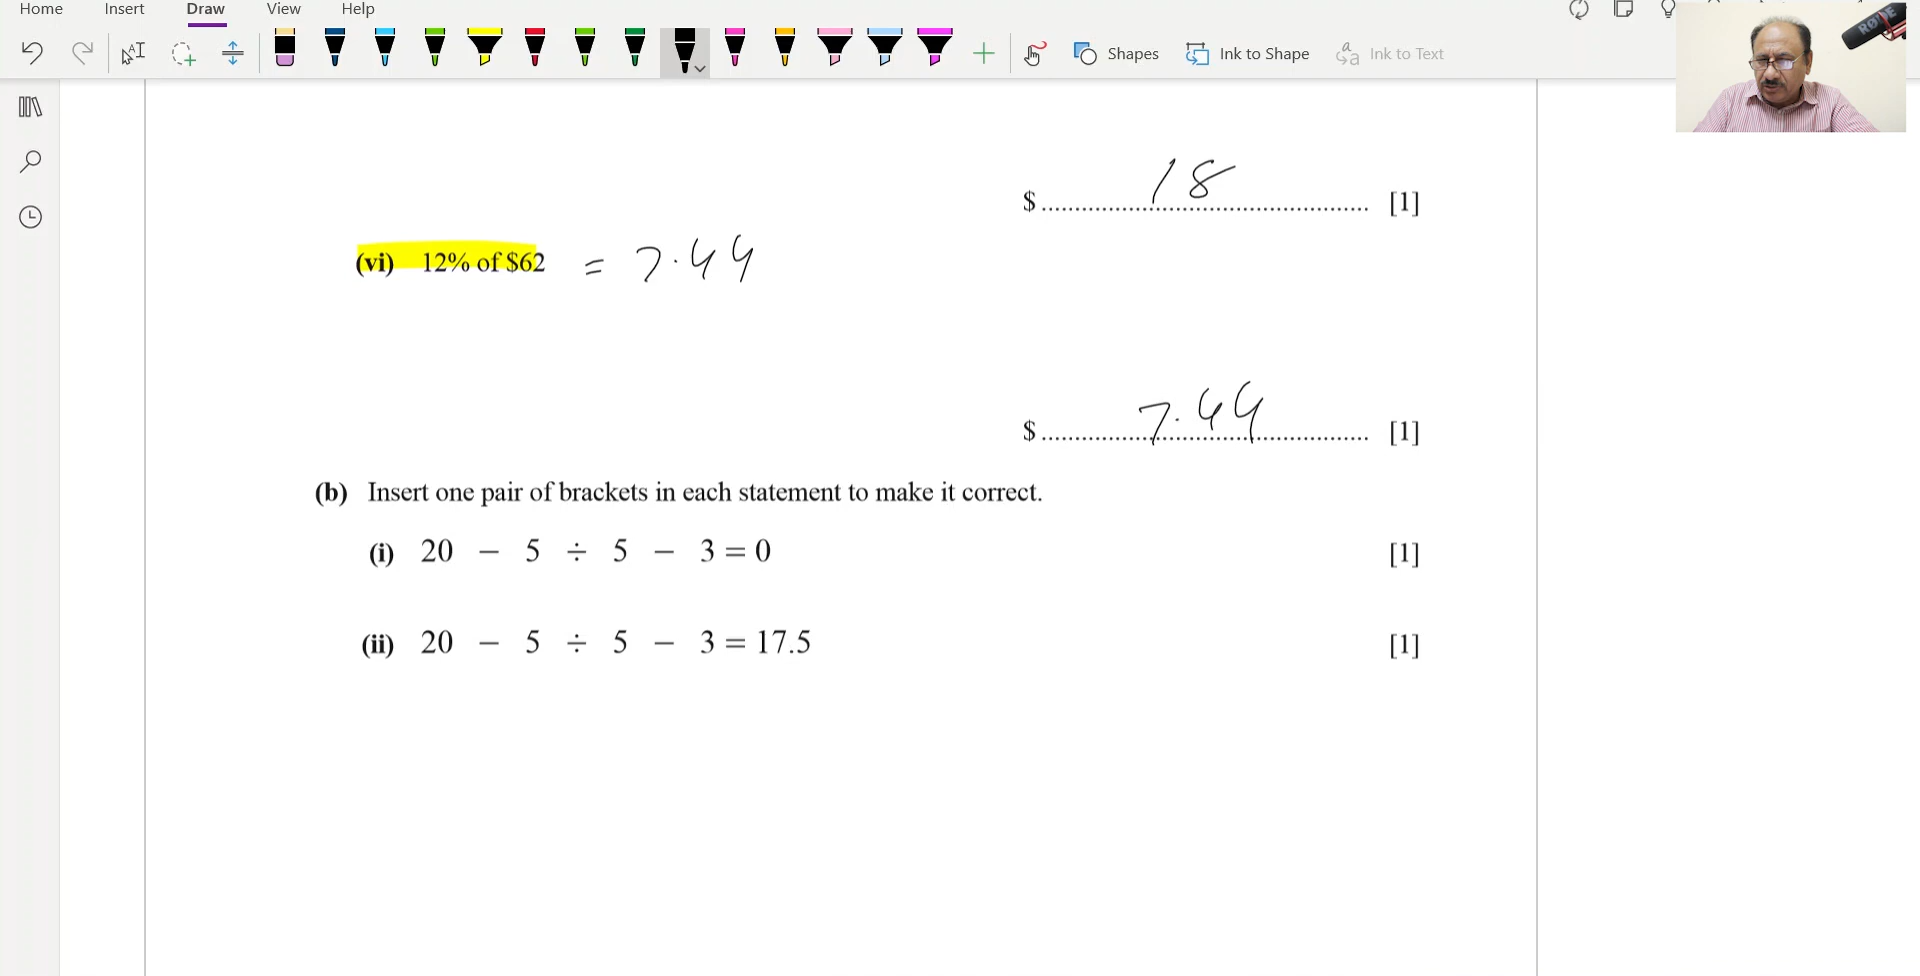 Home Insert Draw View Help
Shapes Ink to Shape Ink to Text
$ 18 [1]
(vi) 12% of $62 = 7.44
$ 7.44 [1]
(b) Insert one pair of brackets in each statement to make it correct.
(i) 20 − 5 ÷ 5 − 3 = 0 [1]
(ii) 20 − 5 ÷ 5 − 3 = 17.5 [1]
RØDE